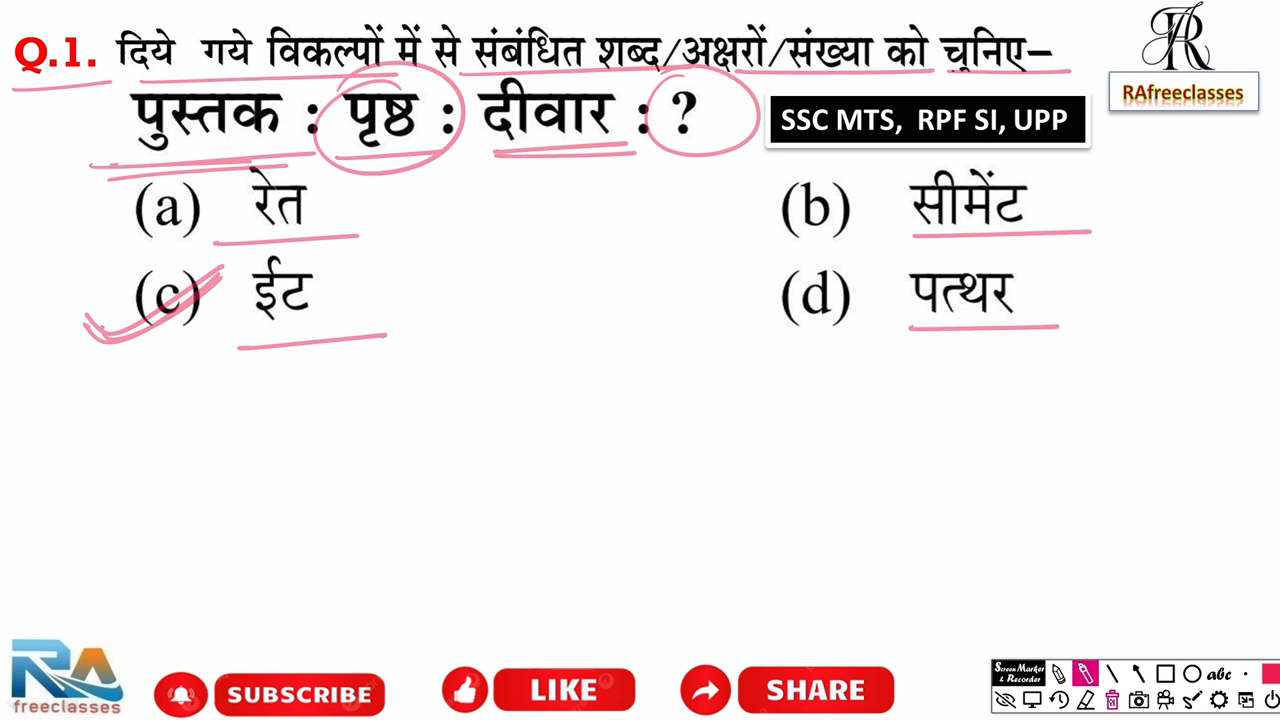 Q.1. दिये गये विकल्पों में से संबंधित शब्द/अक्षरों/संख्या को चुनिए–
RAfreeclasses
पुस्तक : पृष्ठ : दीवार : ?
SSC MTS, RPF SI, UPP
(a) रेत (b) सीमेंट
(c) ईट (d) पत्थर
RA
freeclasses
SUBSCRIBE
LIKE
SHARE
Screen Marker
& Recorder
abc